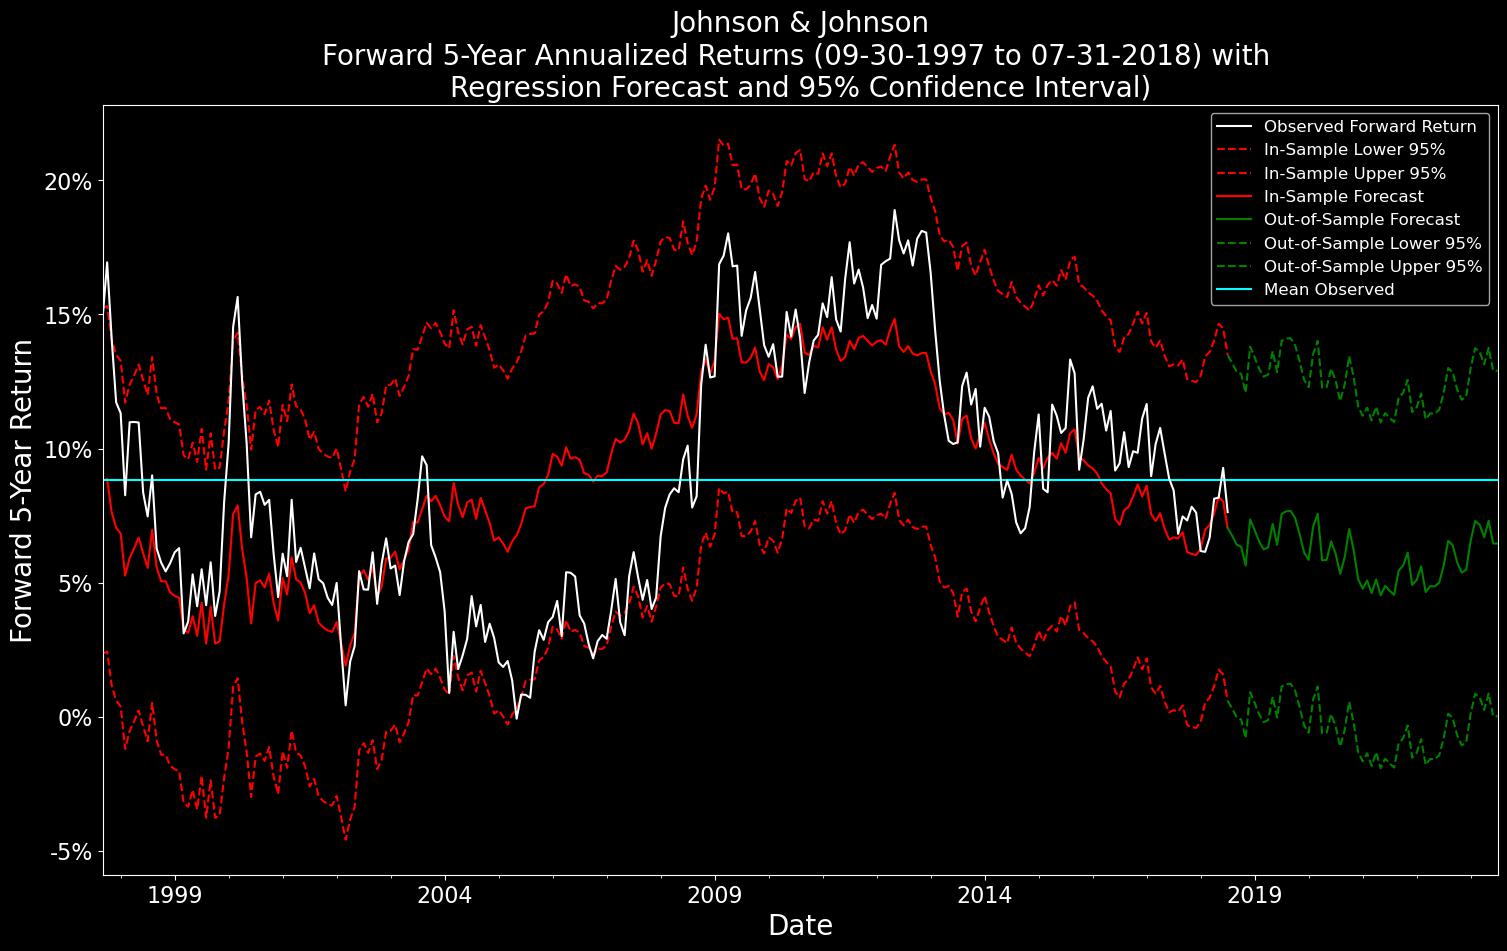 Johnson & Johnson
Forward 5-Year Annualized Returns (09-30-1997 to 07-31-2018) with
Regression Forecast and 95% Confidence Interval)
Observed Forward Return
In-Sample Lower 95%
In-Sample Upper 95%
In-Sample Forecast
Out-of-Sample Forecast
Out-of-Sample Lower 95%
Out-of-Sample Upper 95%
Mean Observed
Forward 5-Year Return
20%
15%
10%
5%
0%
-5%
1999
2004
2009
2014
2019
Date